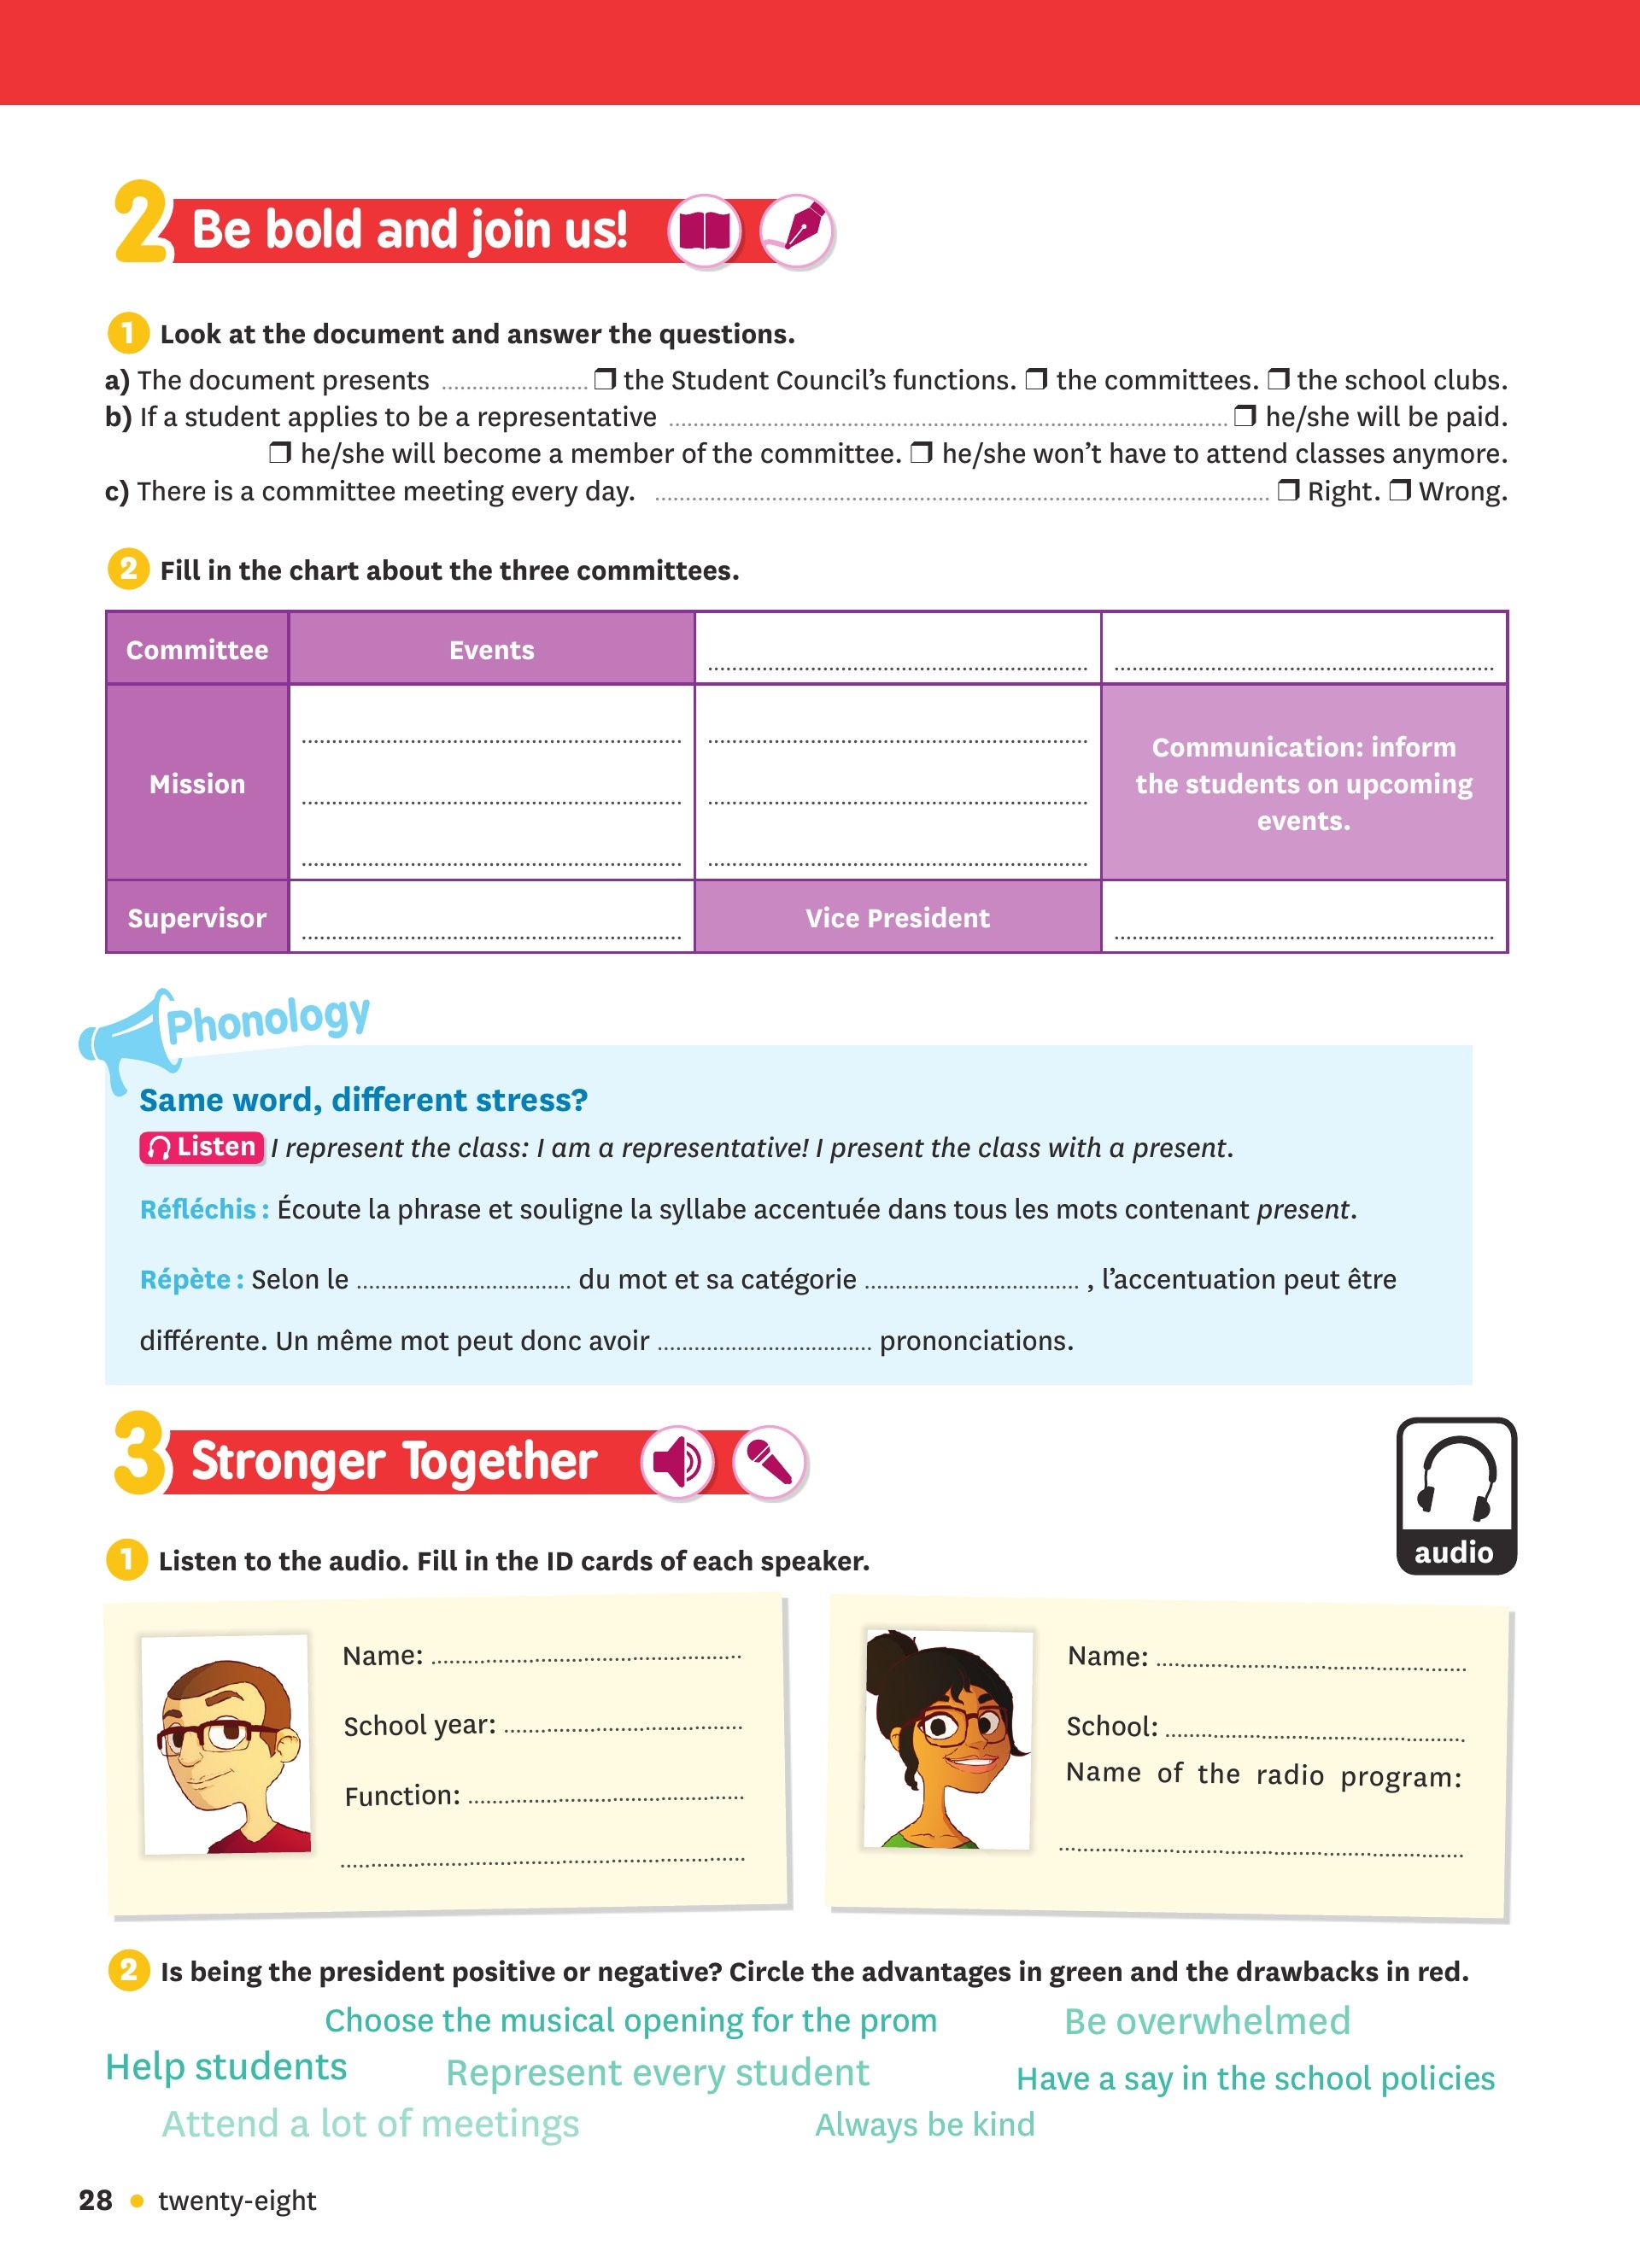 2 Be bold and join us!
1 Look at the document and answer the questions.
a) The document presents ........................ ❒ the Student Council's functions. ❒ the committees. ❒ the school clubs.
b) If a student applies to be a representative ........................ ❒ he/she will be paid.
❒ he/she will become a member of the committee. ❒ he/she won't have to attend classes anymore.
c) There is a committee meeting every day. ........................ ❒ Right. ❒ Wrong.
2 Fill in the chart about the three committees.
Committee Events ........................ ........................
Mission ........................ ........................ Communication: inform
the students on upcoming
events.
Supervisor ........................ Vice President ........................
Phonology
Same word, different stress?
Listen I represent the class: I am a representative! I present the class with a present.
Réfléchis : Écoute la phrase et souligne la syllabe accentuée dans tous les mots contenant present.
Répète : Selon le ........................ du mot et sa catégorie ........................ , l'accentuation peut être
différente. Un même mot peut donc avoir ........................ prononciations.
3 Stronger Together
audio
1 Listen to the audio. Fill in the ID cards of each speaker.
Name: ........................
School year: ........................
Function: ........................
........................
Name: ........................
School: ........................
Name of the radio program:
........................
2 Is being the president positive or negative? Circle the advantages in green and the drawbacks in red.
Choose the musical opening for the prom Be overwhelmed
Help students Represent every student Have a say in the school policies
Attend a lot of meetings Always be kind
28 • twenty-eight